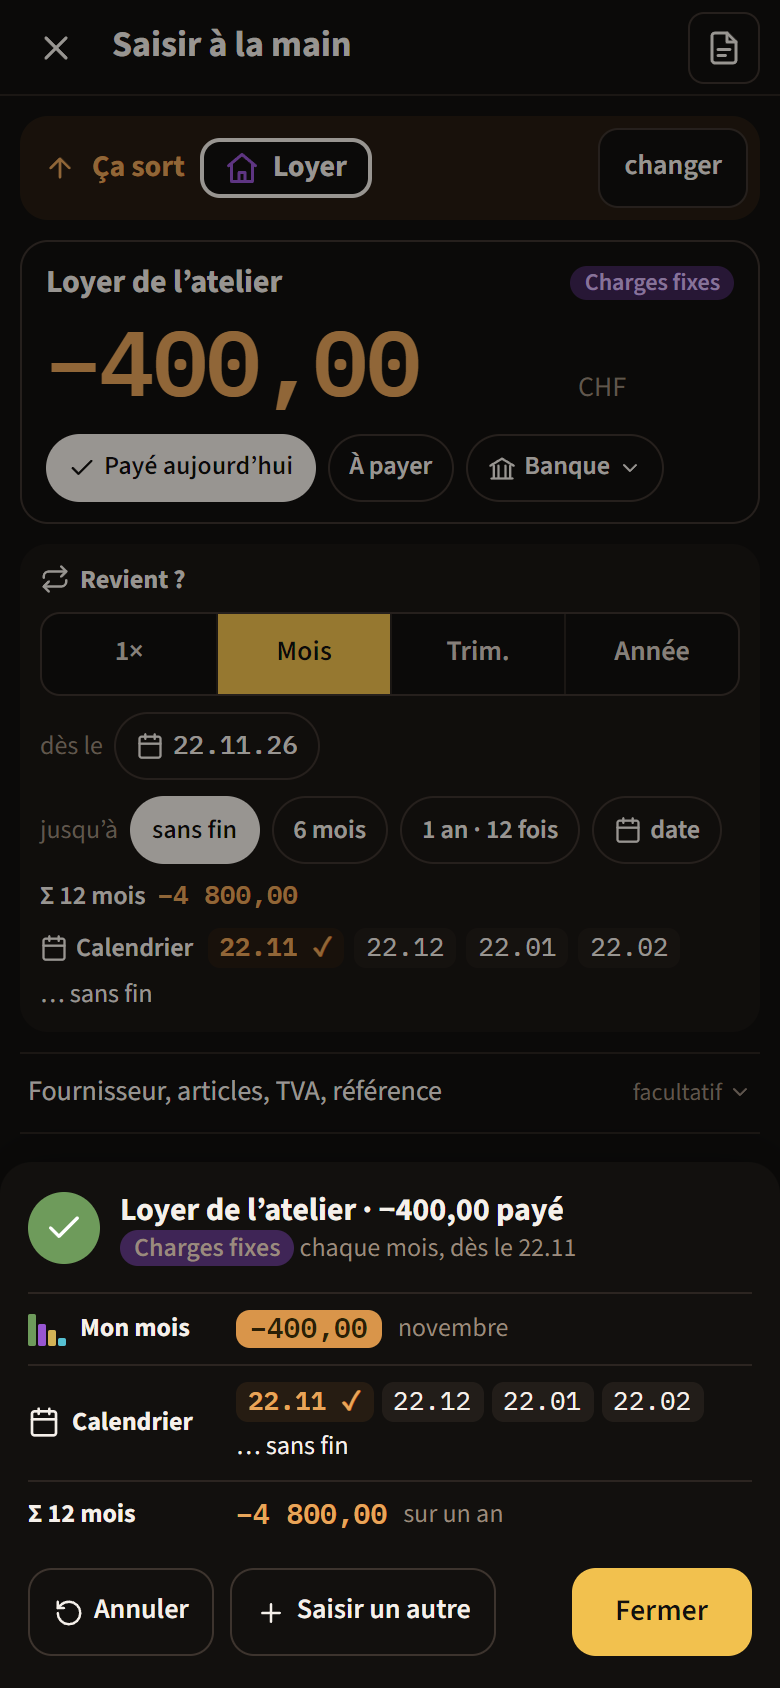 Saisir à la main
Ça sort Loyer changer
Loyer de l’atelier Charges fixes
−400,00 CHF
Payé aujourd’hui À payer Banque
Revient ?
1× Mois Trim. Année
dès le 22.11.26
jusqu’à sans fin 6 mois 1 an · 12 fois date
Σ 12 mois −4 800,00
Calendrier 22.11 ✓ 22.12 22.01 22.02
… sans fin
Fournisseur, articles, TVA, référence facultatif
Loyer de l’atelier · −400,00 payé
Charges fixes chaque mois, dès le 22.11
Mon mois −400,00 novembre
Calendrier 22.11 ✓ 22.12 22.01 22.02
… sans fin
Σ 12 mois −4 800,00 sur un an
Annuler Saisir un autre Fermer